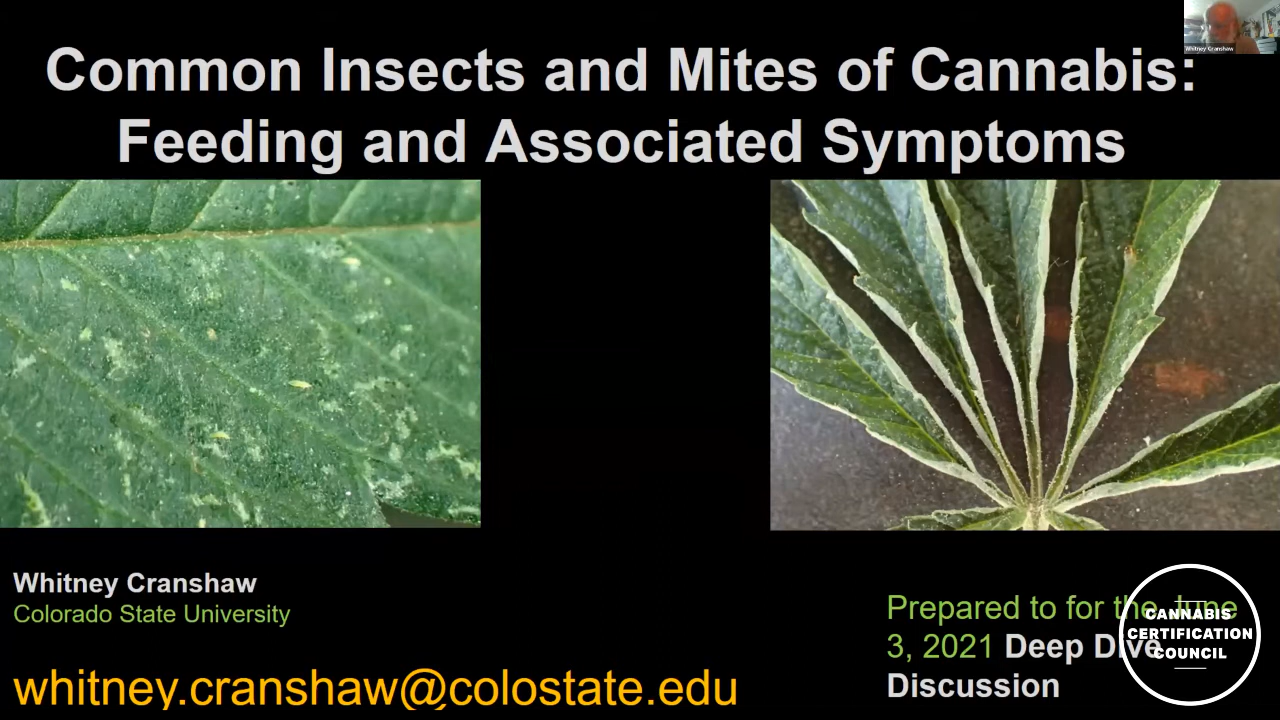 Whitney Cranshaw
Common Insects and Mites of Cannabis:
Feeding and Associated Symptoms
Whitney Cranshaw
Colorado State University
whitney.cranshaw@colostate.edu
Prepared to for the June
3, 2021 Deep Dive
Discussion
CANNABIS
CERTIFICATION
COUNCIL